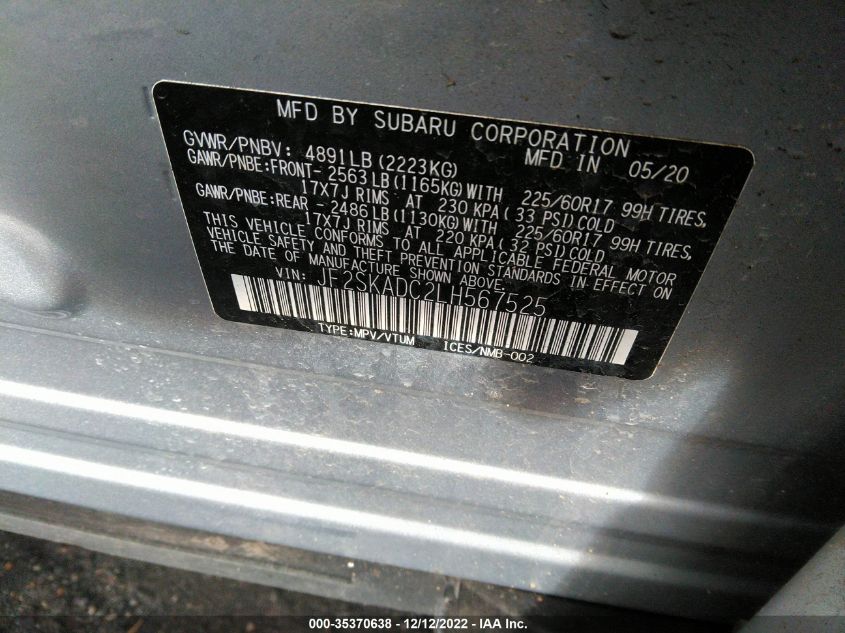 MFD BY SUBARU CORPORATION
GVWR/PNBV: 4891LB(2223KG) MFD IN 05/20
GAWR/PNBE:FRONT- 2563LB(1165KG)WITH 225/60R17 99H TIRES,
17X7J RIMS AT 230 KPA( 33 PSI)COLD
GAWR/PNBE:REAR - 2486LB(1130KG)WITH 225/60R17 99H TIRES,
17X7J RIMS AT 220 KPA( 32 PSI)COLD
THIS VEHICLE CONFORMS TO ALL APPLICABLE FEDERAL MOTOR
VEHICLE SAFETY AND THEFT PREVENTION STANDARDS IN EFFECT ON
THE DATE OF MANUFACTURE SHOWN ABOVE.
VIN: JF2SKADC2LH567525
TYPE:MPV/VTUM ICES/NMB-002
000-35370638 - 12/12/2022 - IAA Inc.